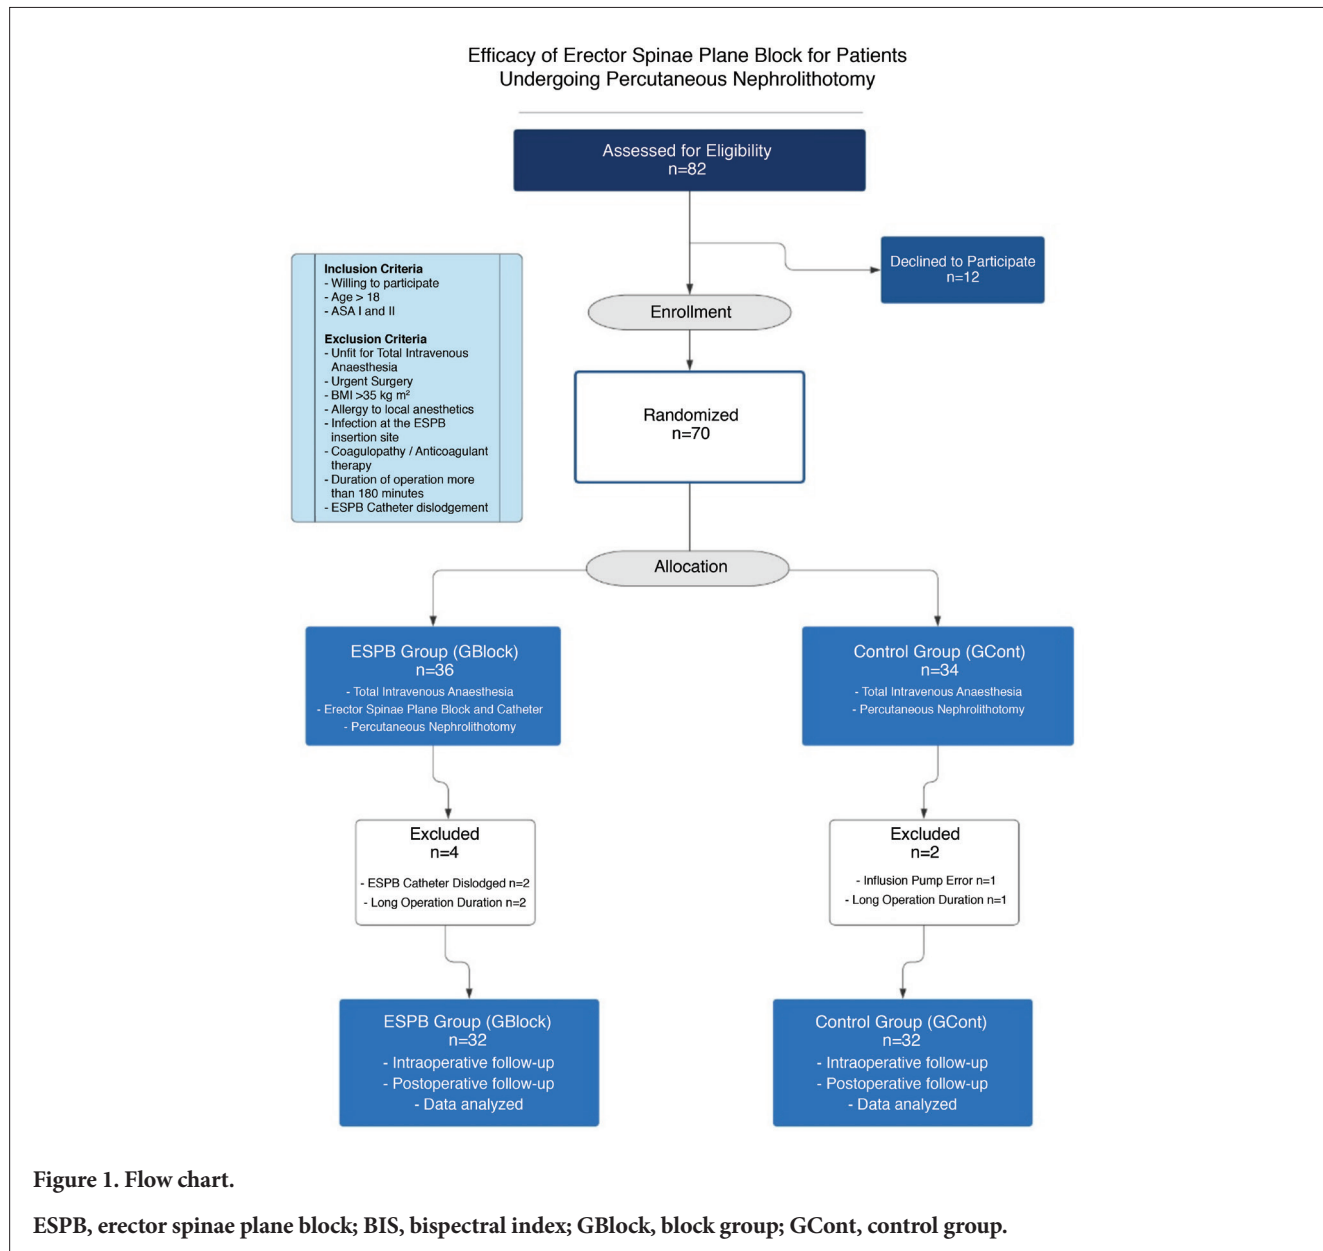 Efficacy of Erector Spinae Plane Block for Patients
Undergoing Percutaneous Nephrolithotomy
Assessed for Eligibility
n=82
Declined to Participate
n=12
Inclusion Criteria
- Willing to participate
- Age > 18
- ASA I and II
Exclusion Criteria
- Unfit for Total Intravenous
Anaesthesia
- Urgent Surgery
- BMI >35 kg m²
- Allergy to local anesthetics
- Infection at the ESPB
insertion site
- Coagulopathy / Anticoagulant
therapy
- Duration of operation more
than 180 minutes
- ESPB Catheter dislodgement
Enrollment
Randomized
n=70
Allocation
ESPB Group (GBlock)
n=36
- Total Intravenous Anaesthesia
- Erector Spinae Plane Block and Catheter
- Percutaneous Nephrolithotomy
Control Group (GCont)
n=34
- Total Intravenous Anaesthesia
- Percutaneous Nephrolithotomy
Excluded
n=4
- ESPB Catheter Dislodged n=2
- Long Operation Duration n=2
Excluded
n=2
- Influsion Pump Error n=1
- Long Operation Duration n=1
ESPB Group (GBlock)
n=32
- Intraoperative follow-up
- Postoperative follow-up
- Data analyzed
Control Group (GCont)
n=32
- Intraoperative follow-up
- Postoperative follow-up
- Data analyzed
Figure 1. Flow chart.
ESPB, erector spinae plane block; BIS, bispectral index; GBlock, block group; GCont, control group.